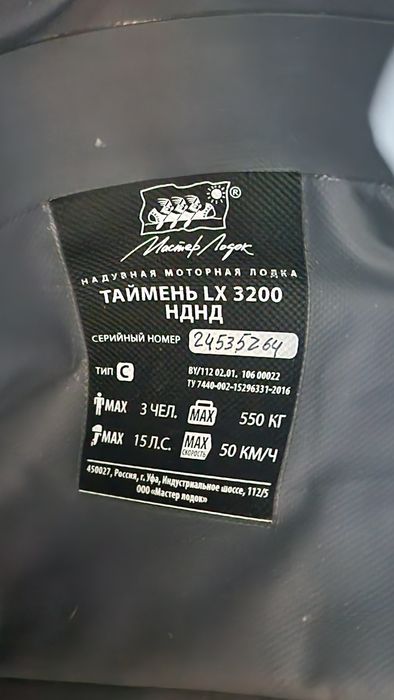 ®
Мастер Лодок
НАДУВНАЯ МОТОРНАЯ ЛОДКА
ТАЙМЕНЬ LX 3200
НДНД
СЕРИЙНЫЙ НОМЕР 24535264
ТИП C BY/112 02.01. 106 00022
ТУ 7440-002-15296331-2016
MAX 3 ЧЕЛ. MAX 550 КГ
MAX 15 Л.С. MAX СКОРОСТЬ 50 КМ/Ч
450027, Россия, г. Уфа, Индустриальное шоссе, 112/5
ООО «Мастер лодок»